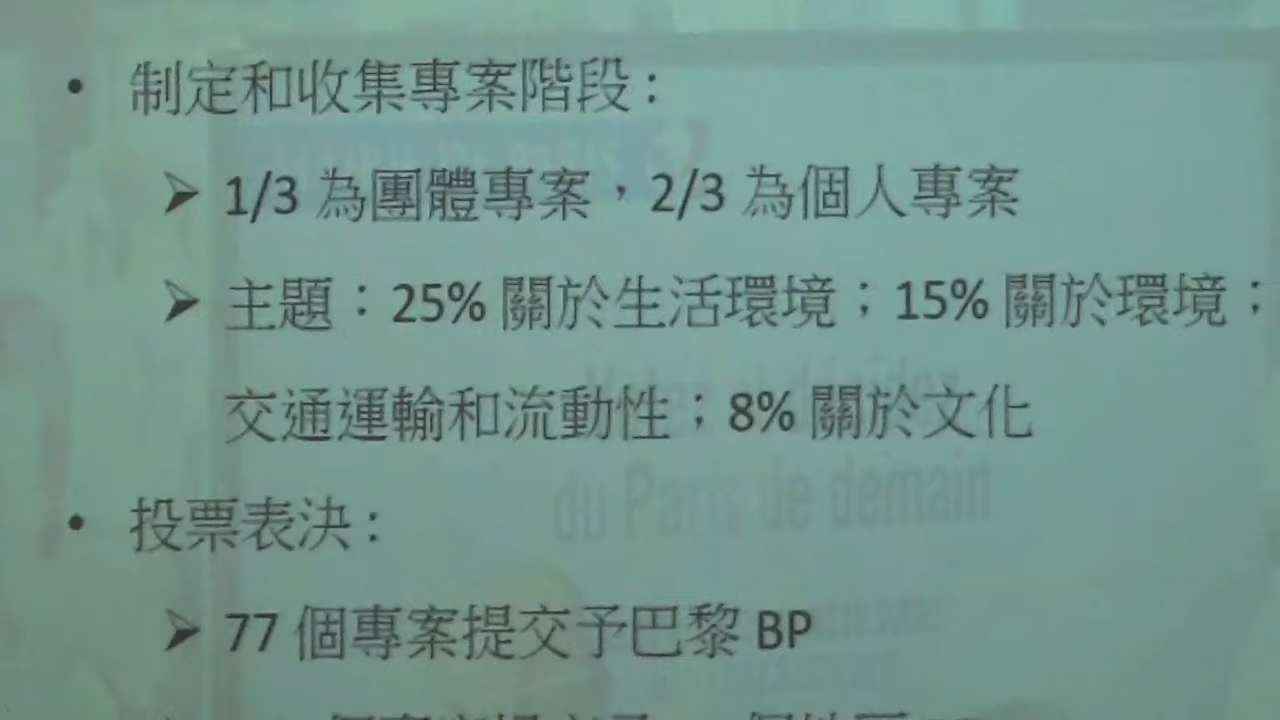 • 制定和收集專案階段：
➢ 1/3 為團體專案，2/3 為個人專案
➢ 主題：25% 關於生活環境；15% 關於環境；
交通運輸和流動性；8% 關於文化
du Paris de demain
• 投票表決：
➢ 77 個專案提交予巴黎 BP